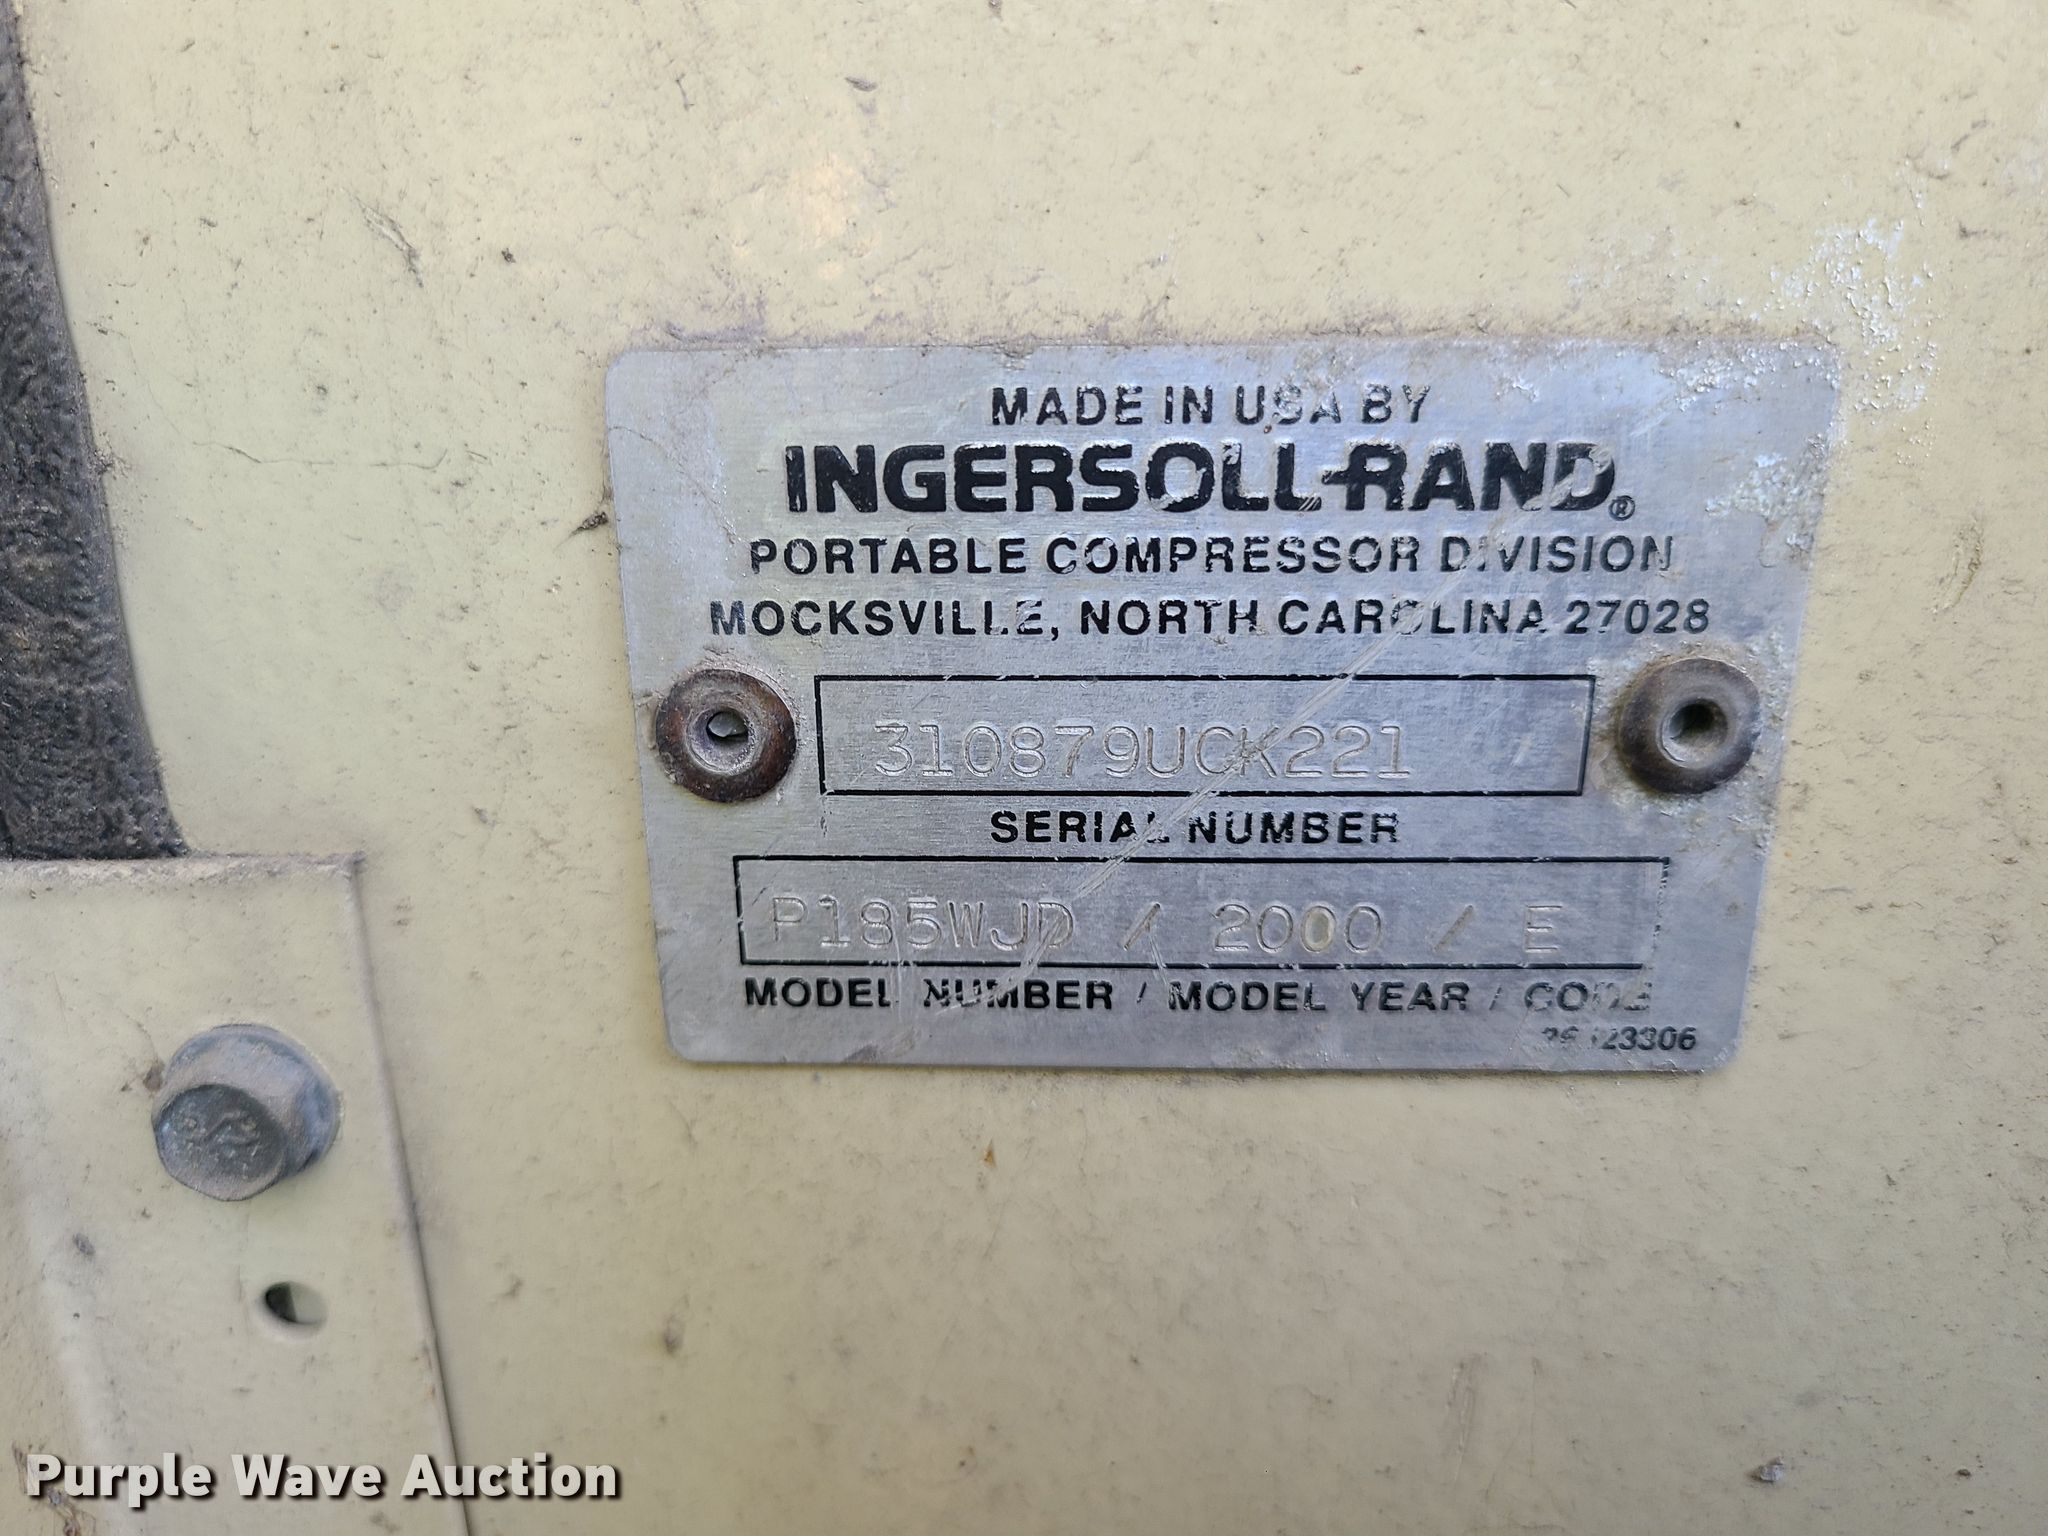 MADE IN USA BY
INGERSOLL-RAND®
PORTABLE COMPRESSOR DIVISION
MOCKSVILLE, NORTH CAROLINA 27028
310879UCK221
SERIAL NUMBER
P185WJD / 2000 / E
MODEL NUMBER / MODEL YEAR / CODE
Purple Wave Auction